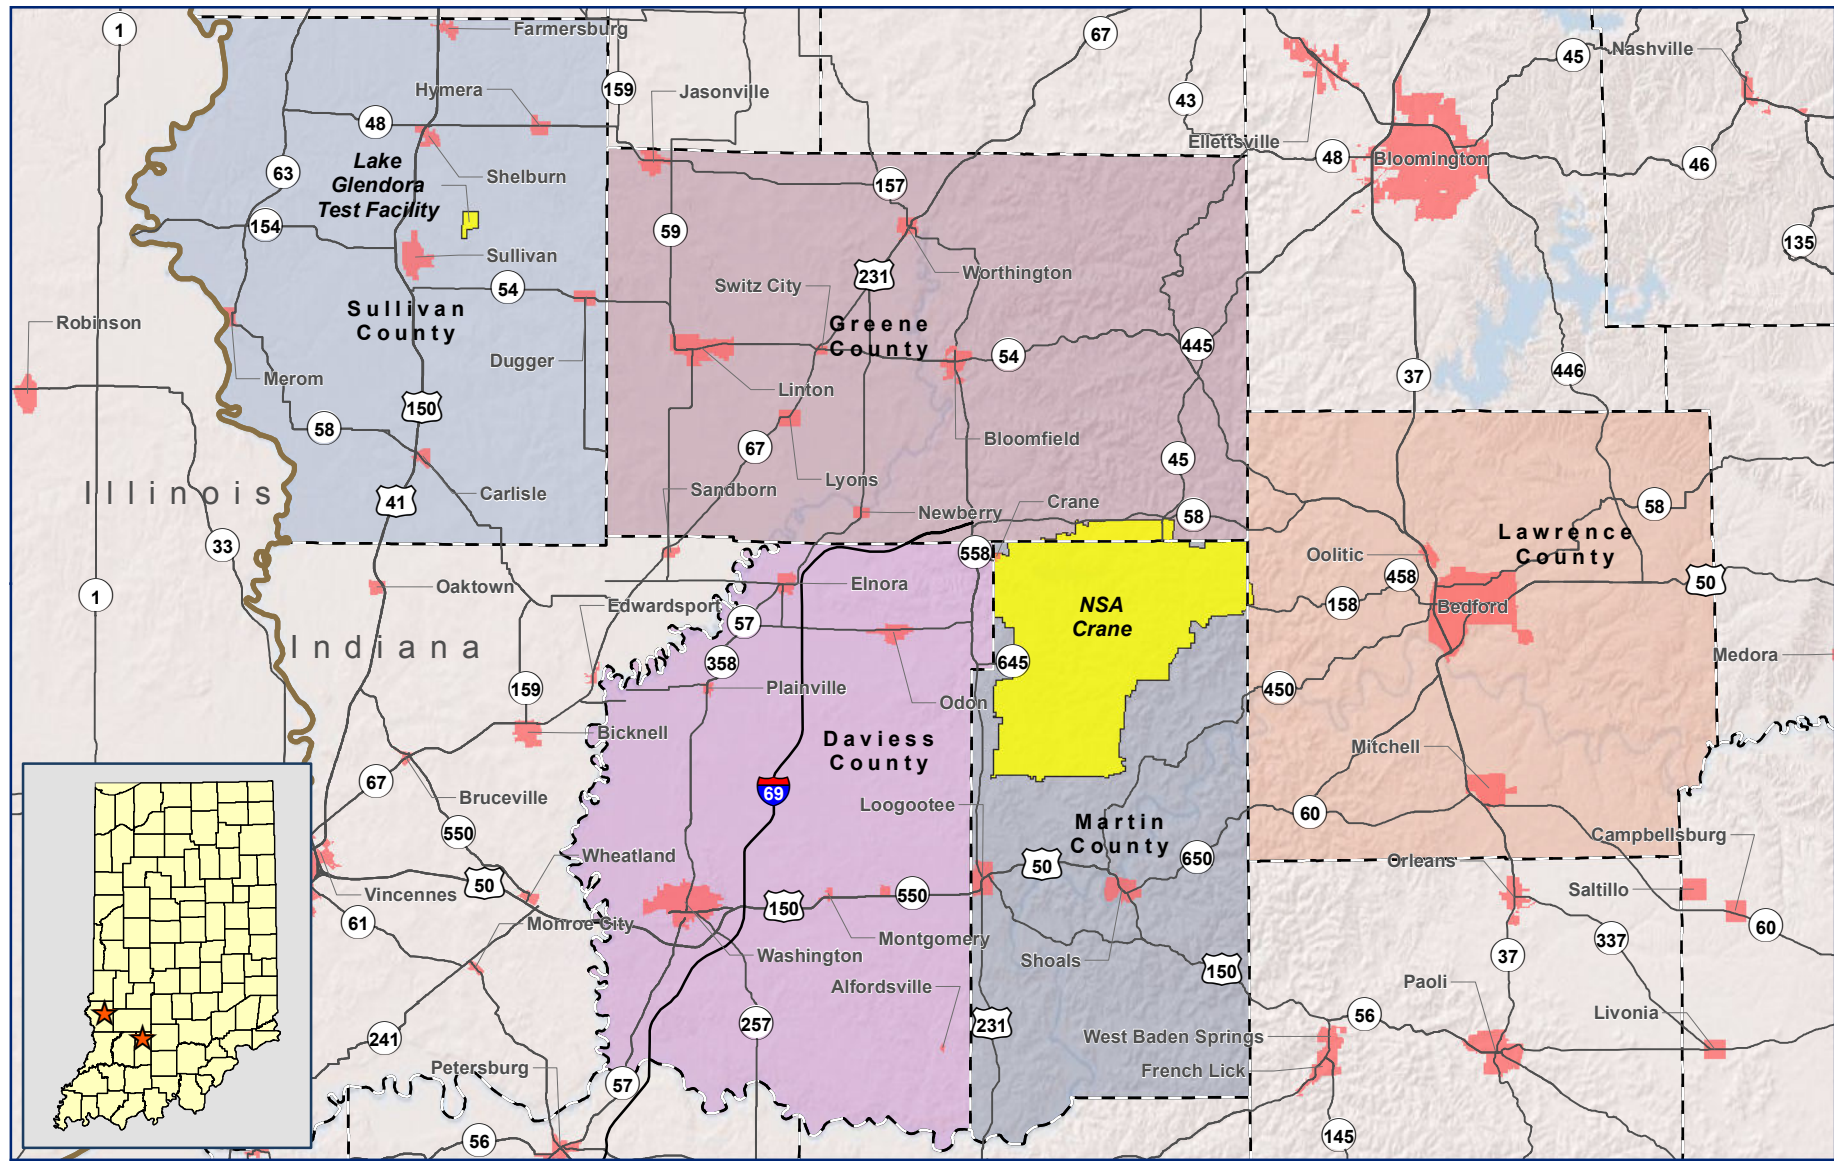 1
Farmersburg
67
45
Nashville
159
Hymera
Jasonville
43
48
Ellettsville
48
Bloomington
46
Lake
Glendora
Test Facility
63
Shelburn
157
154
59
135
Sullivan
231
Worthington
54
Switz City
Sullivan
County
Robinson
Greene
County
445
54
Dugger
37
446
Merom
Linton
150
58
Bloomfield
67
45
Illinois
Carlisle
Sandborn
Lyons
41
Crane
58
Newberry
58
Lawrence
County
33
558
Oolitic
458
50
Oaktown
Elnora
1
Edwardsport
57
NSA
Crane
158
Bedford
Indiana
358
645
Medora
159
Plainville
450
Odon
Bicknell
Daviess
County
Mitchell
67
69
Bruceville
Loogootee
60
Martin
County
550
Campbellsburg
Wheatland
50
650
Orleans
50
Vincennes
150
550
Saltillo
61
Monroe City
Montgomery
60
337
Washington
Shoals
150
37
Alfordsville
Paoli
257
231
56
Livonia
241
West Baden Springs
Petersburg
French Lick
57
56
145